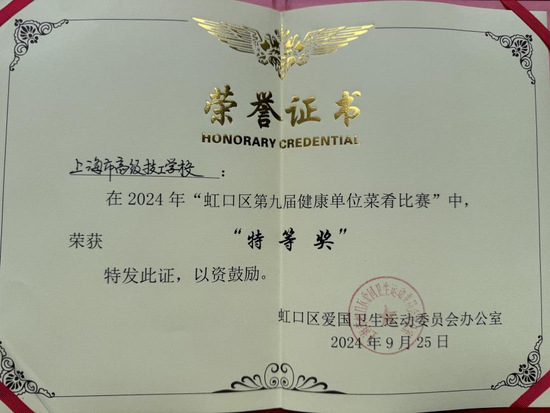 荣誉证书
HONORARY CREDENTIAL
上海市高级技工学校：
在 2024 年“虹口区第九届健康单位菜肴比赛”中，
荣获 “特等奖”
特发此证，以资鼓励。
虹口区爱国卫生运动委员会办公室
2024 年 9 月 25 日